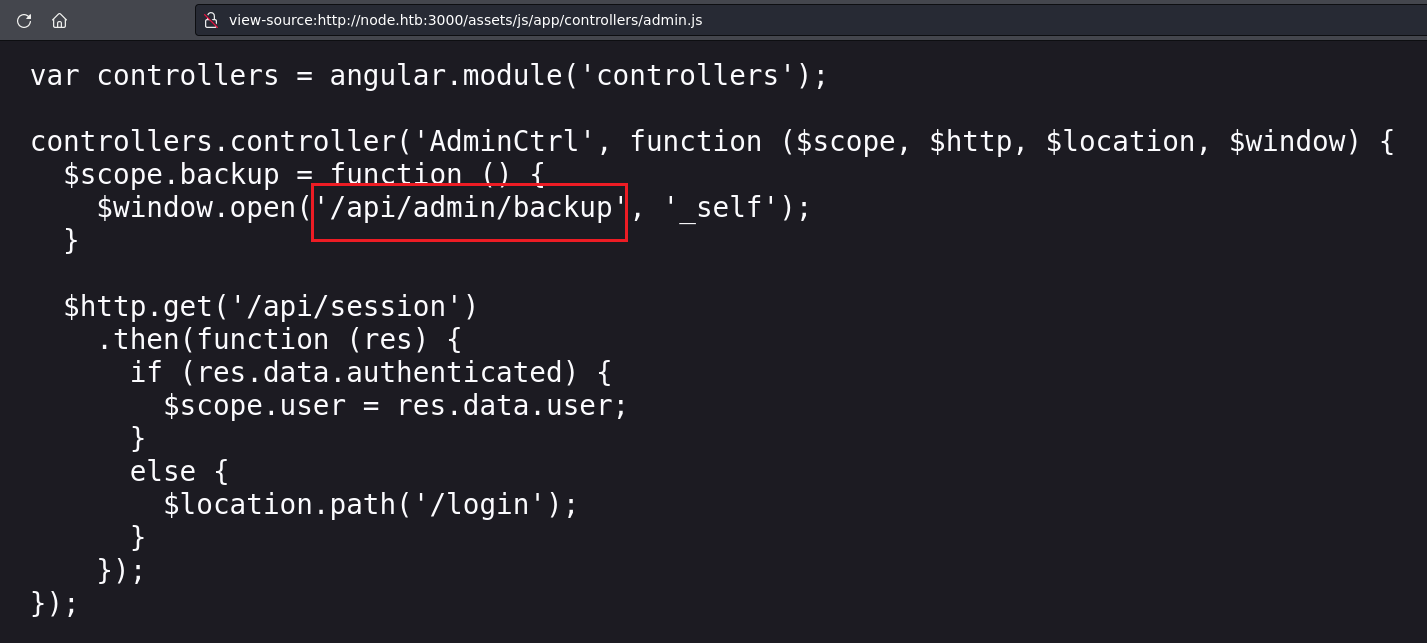 view-source:http://node.htb:3000/assets/js/app/controllers/admin.js
var controllers = angular.module('controllers');
controllers.controller('AdminCtrl', function ($scope, $http, $location, $window) {
  $scope.backup = function () {
    $window.open('/api/admin/backup', '_self');
  }
  $http.get('/api/session')
    .then(function (res) {
      if (res.data.authenticated) {
        $scope.user = res.data.user;
      }
      else {
        $location.path('/login');
      }
    });
});